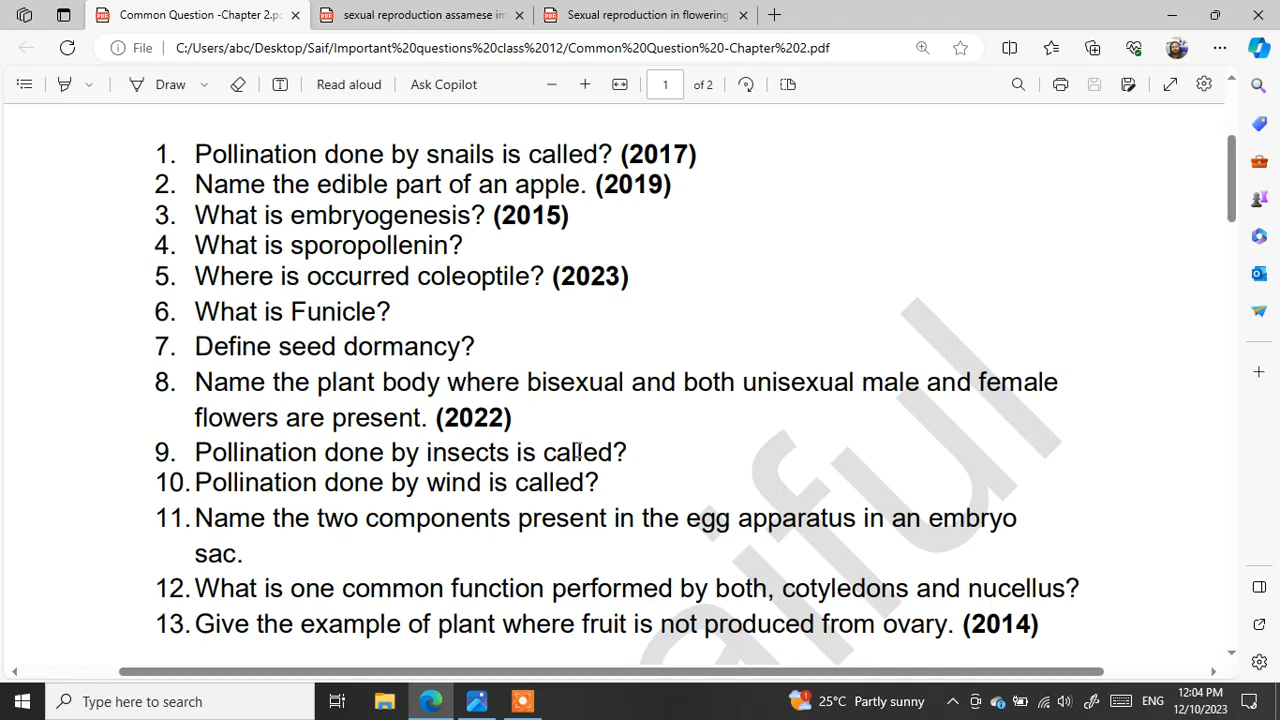 Common Question -Chapter 2.p
sexual reproduction assamese im
Sexual reproduction in flowering
File
C:/Users/abc/Desktop/Saif/Important%20questions%20class%2012/Common%20Question%20-Chapter%202.pdf
Draw
Read aloud
Ask Copilot
1
of 2
1. Pollination done by snails is called? (2017)
2. Name the edible part of an apple. (2019)
3. What is embryogenesis? (2015)
4. What is sporopollenin?
5. Where is occurred coleoptile? (2023)
6. What is Funicle?
7. Define seed dormancy?
8. Name the plant body where bisexual and both unisexual male and female
flowers are present. (2022)
9. Pollination done by insects is called?
10. Pollination done by wind is called?
11. Name the two components present in the egg apparatus in an embryo
sac.
12. What is one common function performed by both, cotyledons and nucellus?
13. Give the example of plant where fruit is not produced from ovary. (2014)
aiful
Type here to search
1
25°C Partly sunny
ENG
12:04 PM
12/10/2023